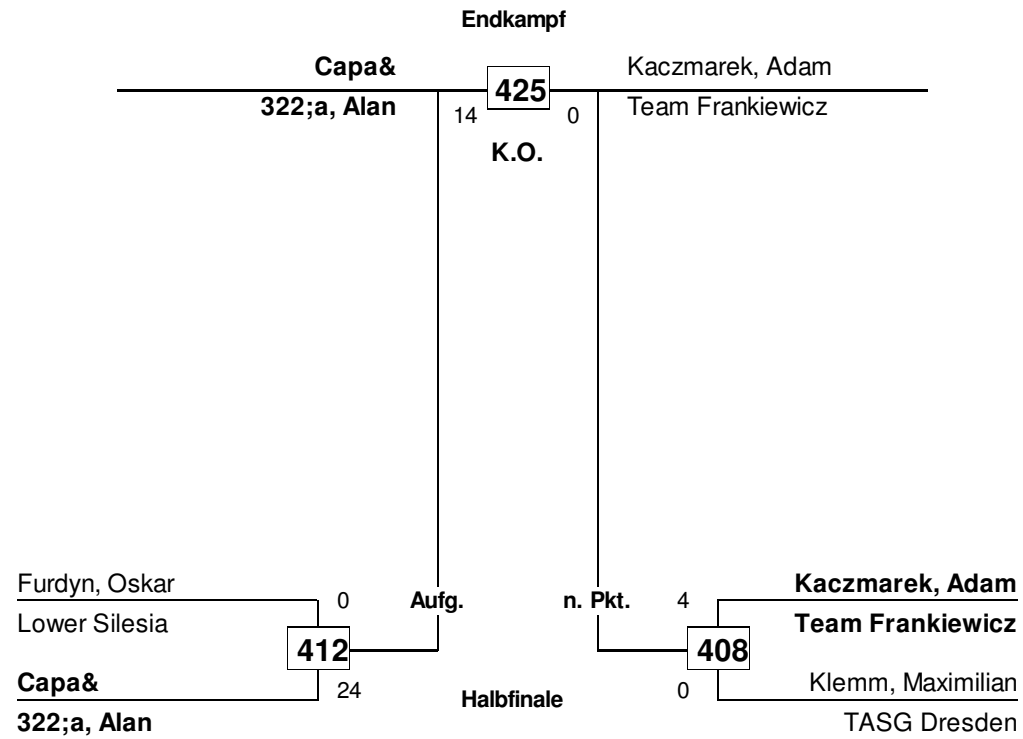 Endkampf
Capa&
322;a, Alan
14
425
0
K.O.
Kaczmarek, Adam
Team Frankiewicz
Furdyn, Oskar
Lower Silesia
0
412
24
Capa&
322;a, Alan
Aufg.
n. Pkt.
Halbfinale
4
408
0
Kaczmarek, Adam
Team Frankiewicz
Klemm, Maximilian
TASG Dresden